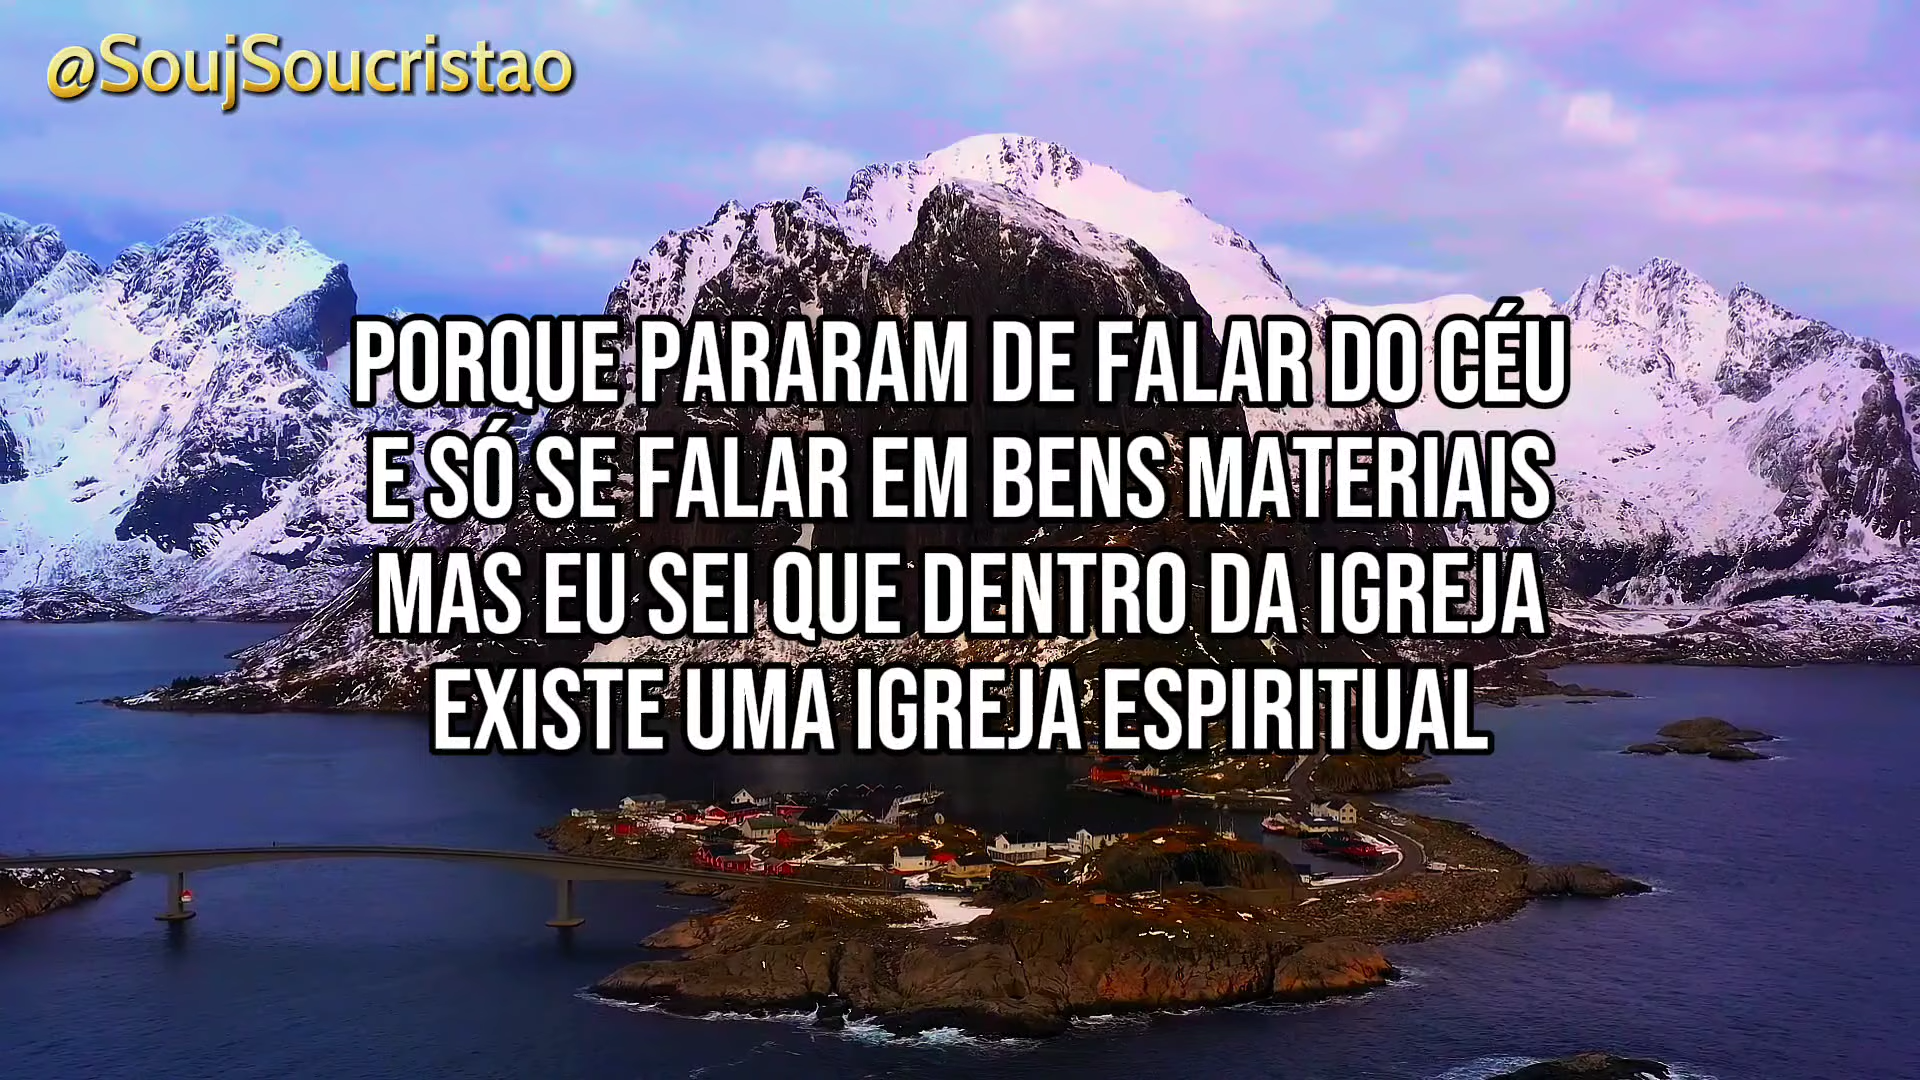 @SoujSoucristao
PORQUE PARARAM DE FALAR DO CÉU
E SÓ SE FALAR EM BENS MATERIAIS
MAS EU SEI QUE DENTRO DA IGREJA
EXISTE UMA IGREJA ESPIRITUAL